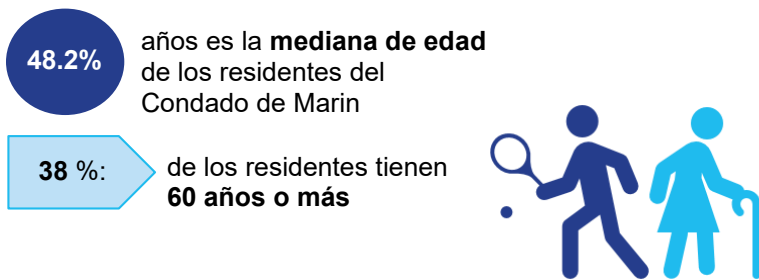 48.2%
años es la mediana de edad
de los residentes del
Condado de Marin
38 %:
de los residentes tienen
60 años o más